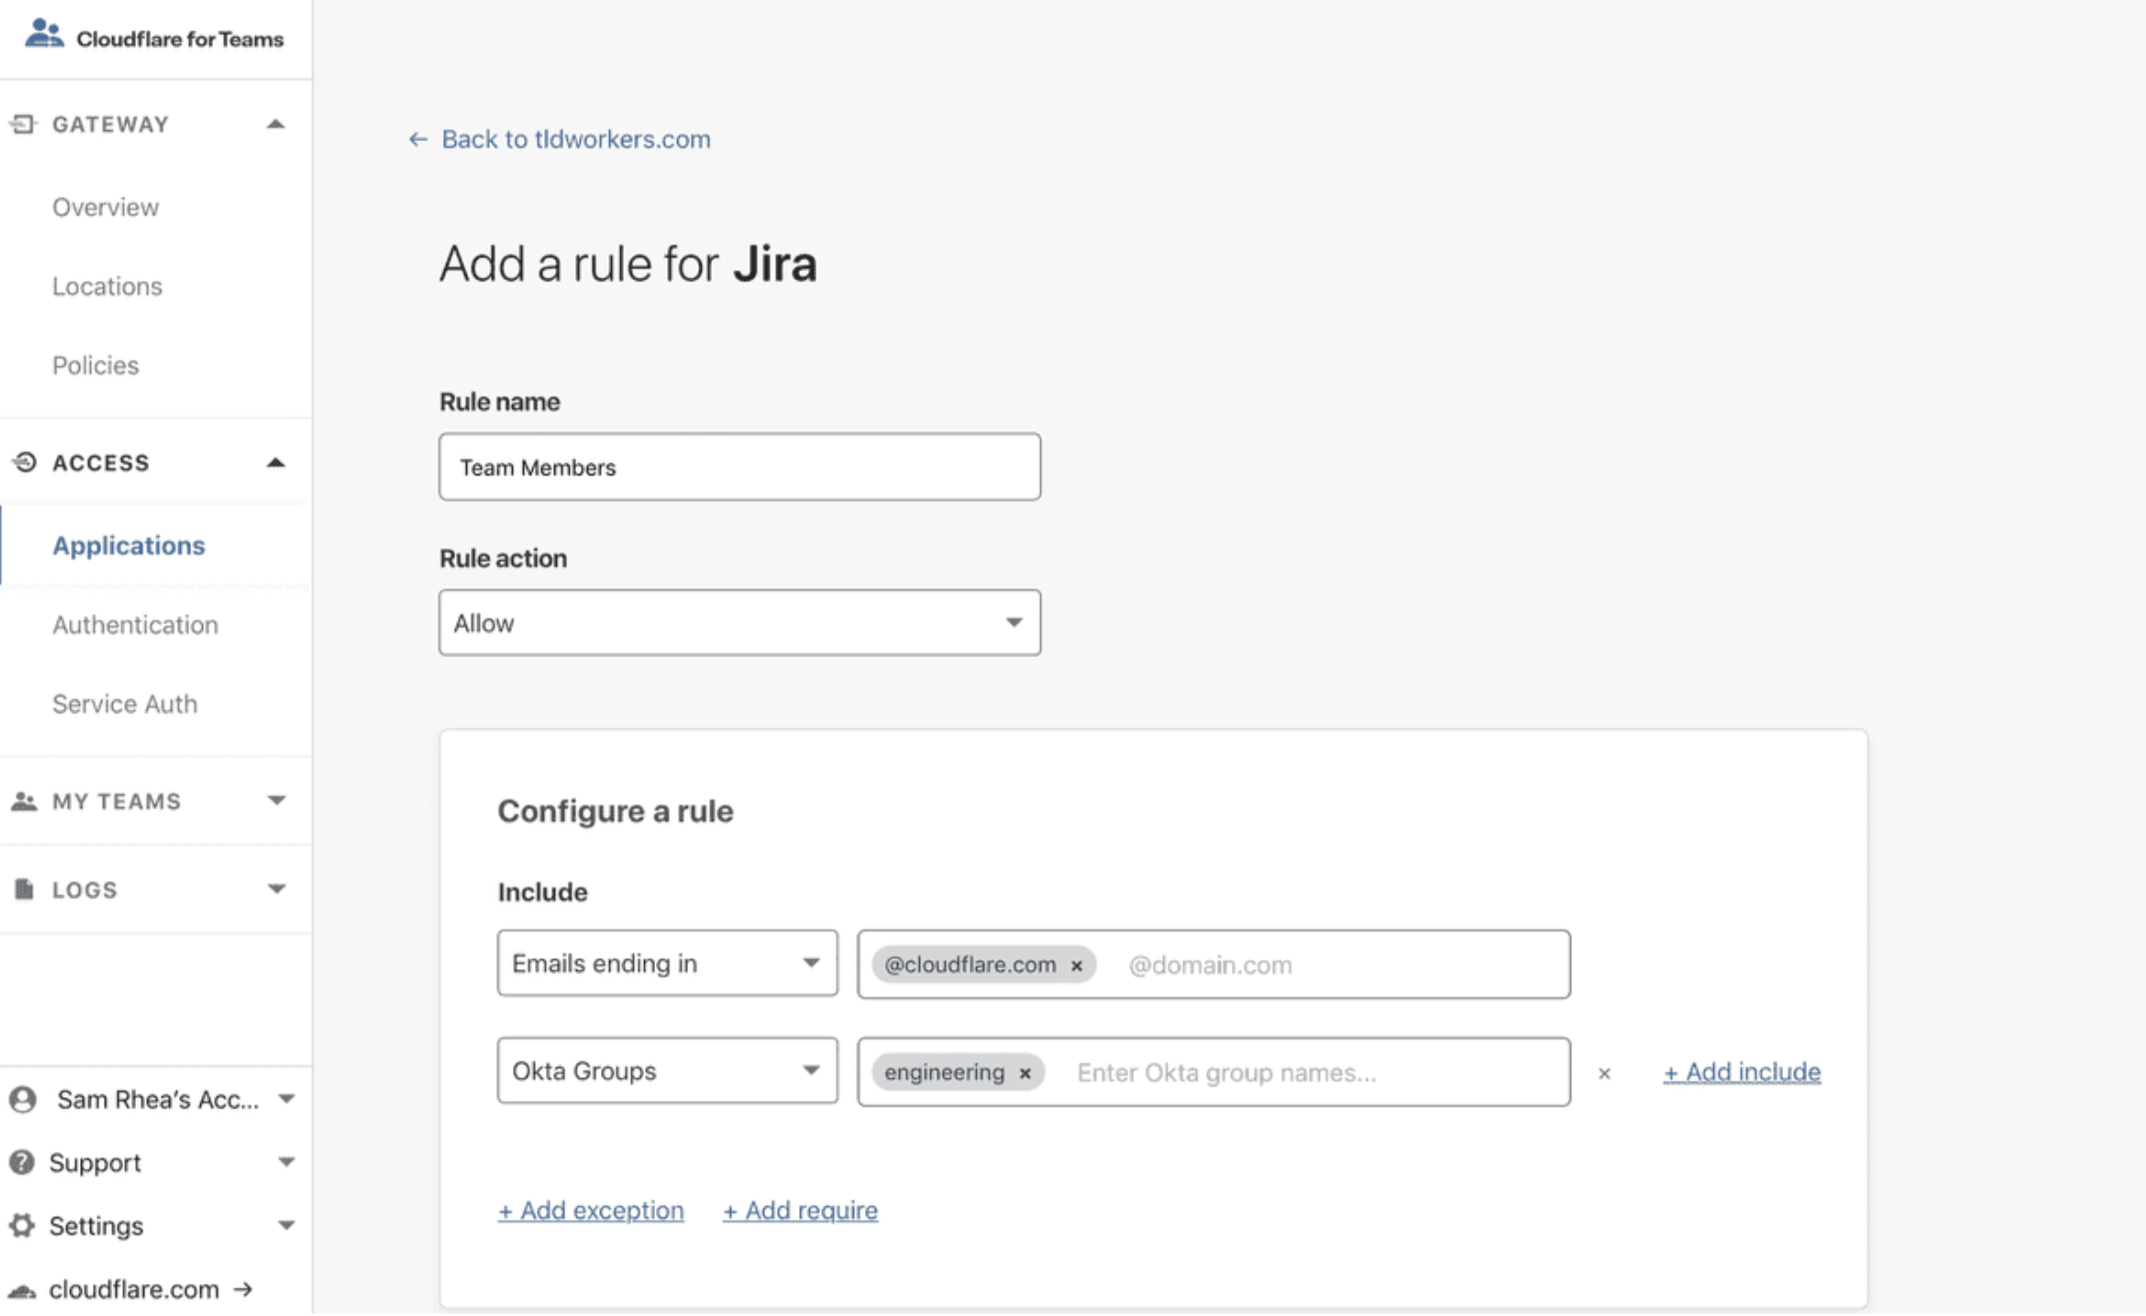 Cloudflare for Teams
GATEWAY
Overview
Locations
Policies
ACCESS
Applications
Authentication
Service Auth
MY TEAMS
LOGS
Sam Rhea’s Acc...
Support
Settings
cloudflare.com →
← Back to tldworkers.com
Add a rule for Jira
Rule name
Team Members
Rule action
Allow
Configure a rule
Include
Emails ending in @cloudflare.com × @domain.com
Okta Groups engineering × Enter Okta group names... × + Add include
+ Add exception + Add require